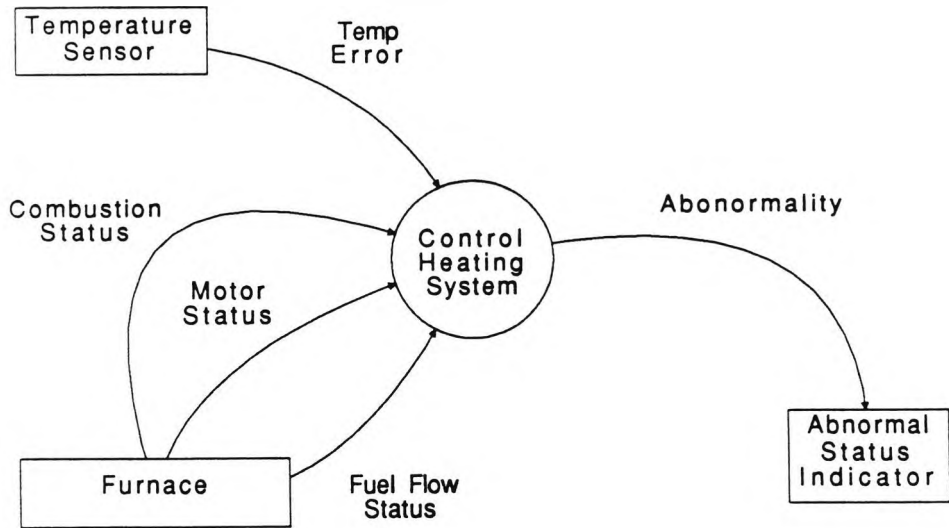 Temperature
Sensor
Temp
Error
Combustion
Status
Motor
Status
Control
Heating
System
Abonormality
Furnace
Fuel Flow
Status
Abnormal
Status
Indicator